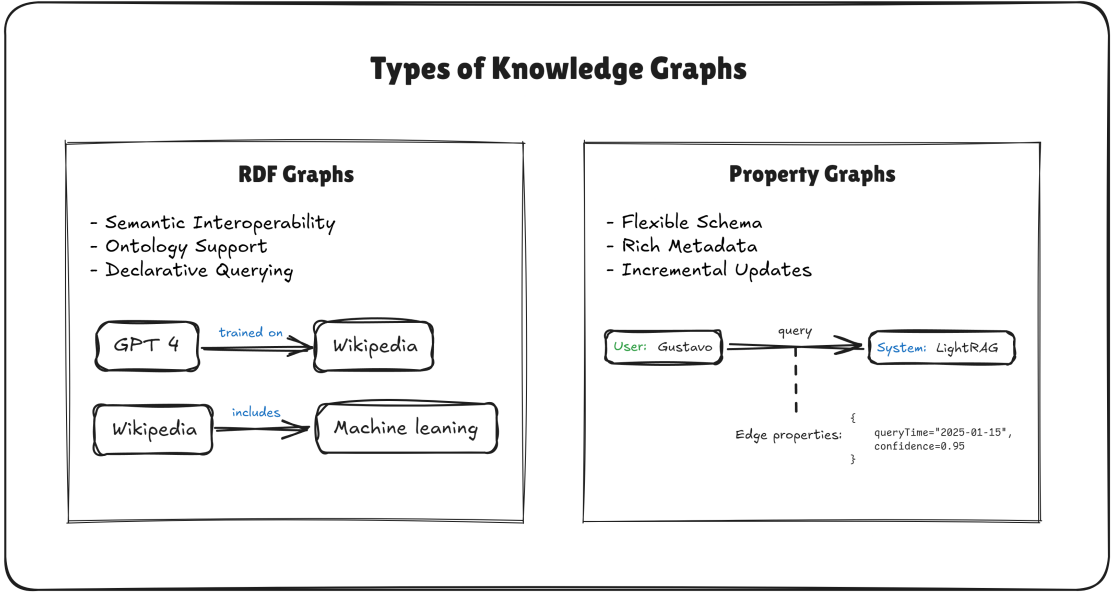 Types of Knowledge Graphs
RDF Graphs
- Semantic Interoperability
- Ontology Support
- Declarative Querying
GPT 4
trained on
Wikipedia
Wikipedia
includes
Machine leaning
Property Graphs
- Flexible Schema
- Rich Metadata
- Incremental Updates
User: Gustavo
query
System: LightRAG
Edge properties:
{
queryTime="2025-01-15",
confidence=0.95
}